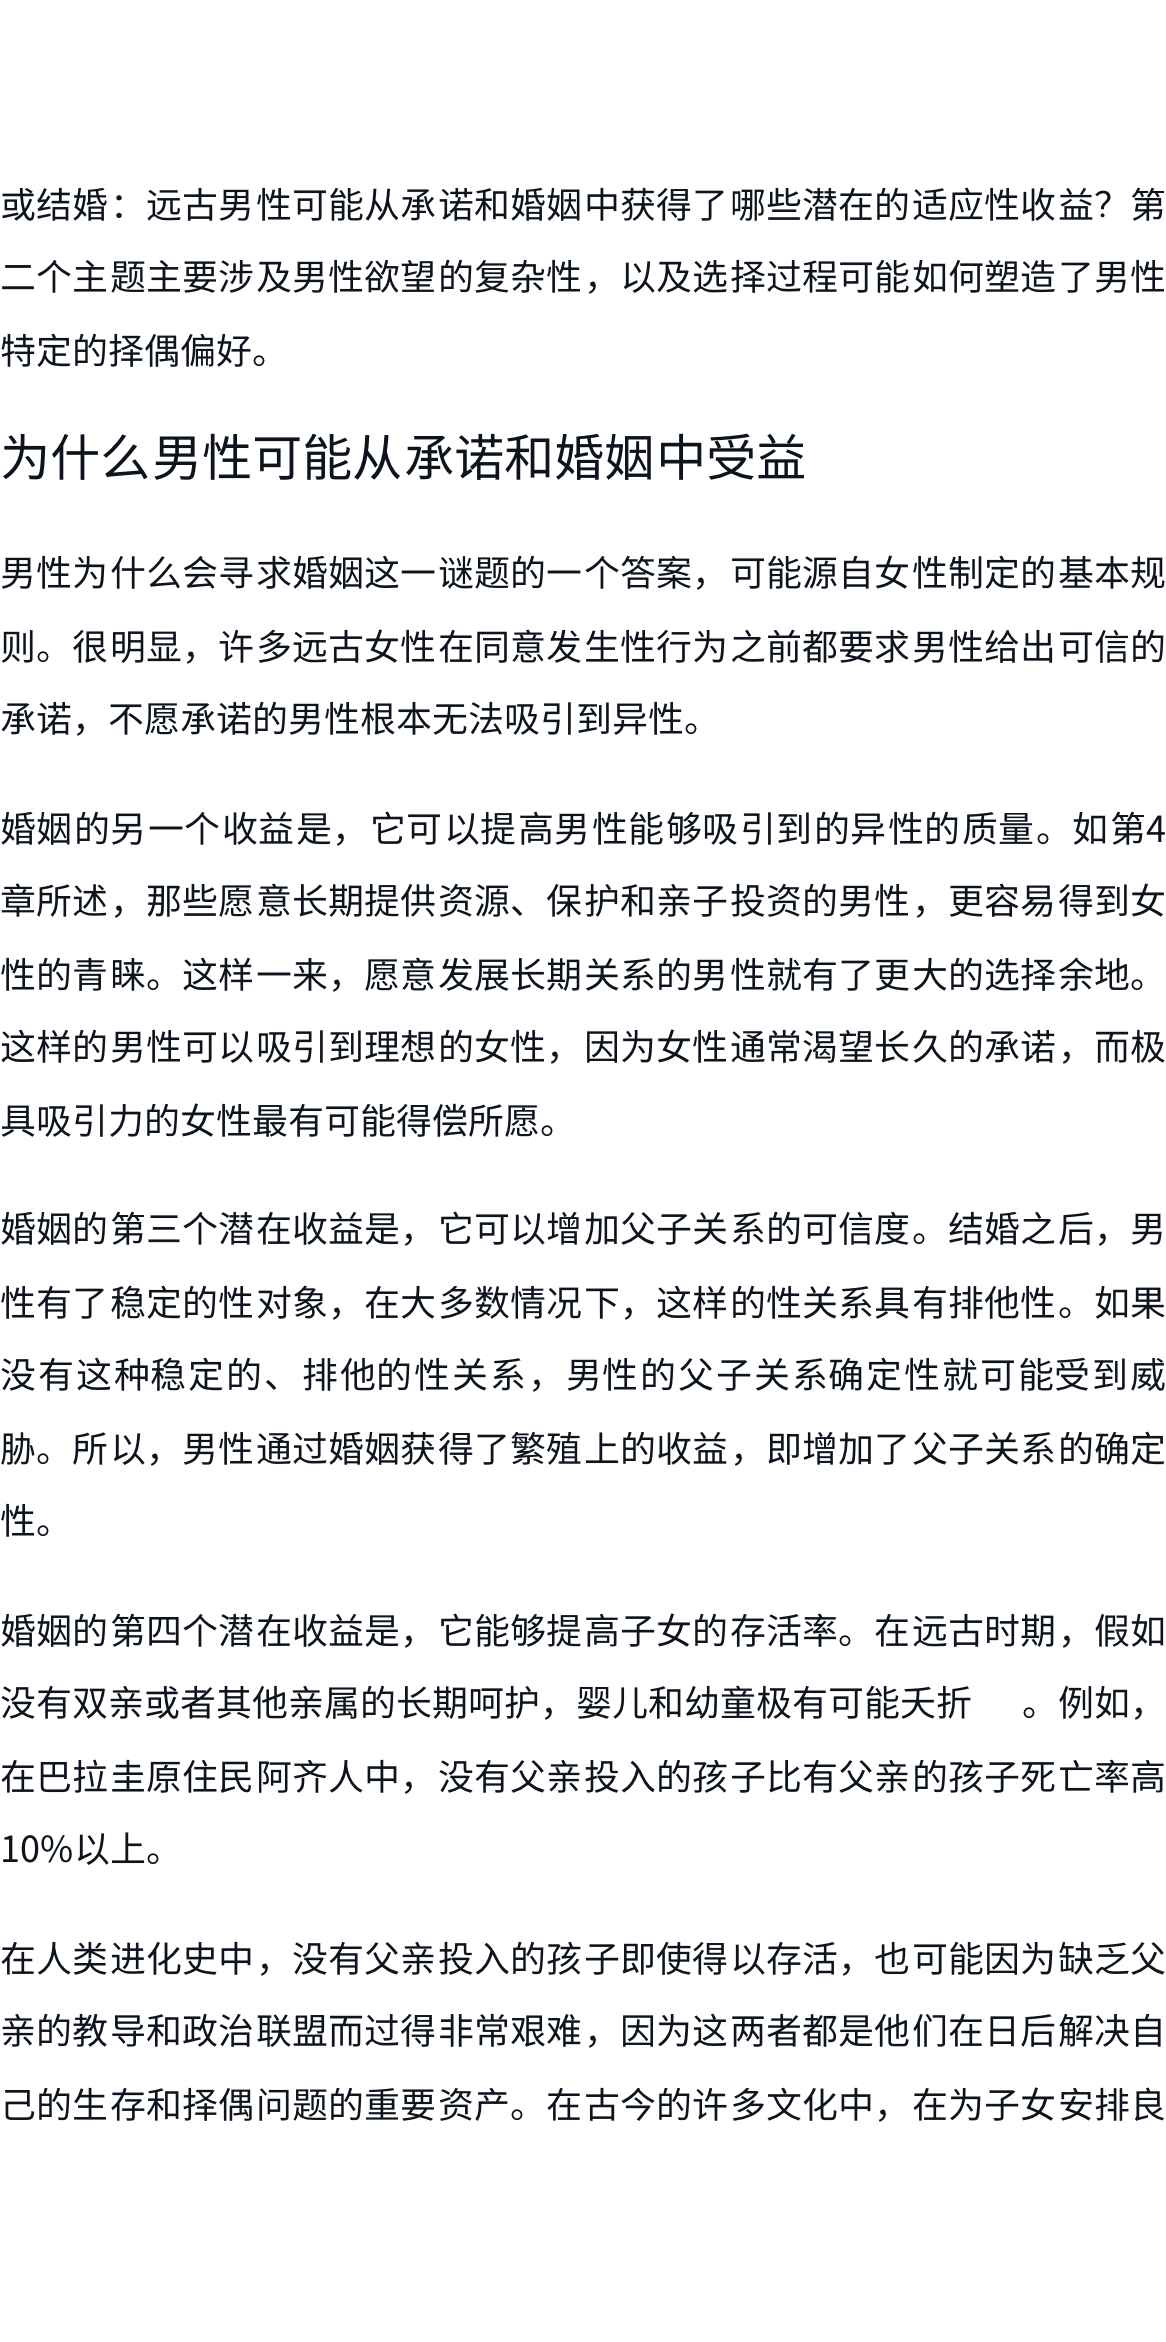 或结婚：远古男性可能从承诺和婚姻中获得了哪些潜在的适应性收益？第
二个主题主要涉及男性欲望的复杂性，以及选择过程可能如何塑造了男性
特定的择偶偏好。
为什么男性可能从承诺和婚姻中受益
男性为什么会寻求婚姻这一谜题的一个答案，可能源自女性制定的基本规
则。很明显，许多远古女性在同意发生性行为之前都要求男性给出可信的
承诺，不愿承诺的男性根本无法吸引到异性。
婚姻的另一个收益是，它可以提高男性能够吸引到的异性的质量。如第4
章所述，那些愿意长期提供资源、保护和亲子投资的男性，更容易得到女
性的青睐。这样一来，愿意发展长期关系的男性就有了更大的选择余地。
这样的男性可以吸引到理想的女性，因为女性通常渴望长久的承诺，而极
具吸引力的女性最有可能得偿所愿。
婚姻的第三个潜在收益是，它可以增加父子关系的可信度。结婚之后，男
性有了稳定的性对象，在大多数情况下，这样的性关系具有排他性。如果
没有这种稳定的、排他的性关系，男性的父子关系确定性就可能受到威
胁。所以，男性通过婚姻获得了繁殖上的收益，即增加了父子关系的确定
性。
婚姻的第四个潜在收益是，它能够提高子女的存活率。在远古时期，假如
没有双亲或者其他亲属的长期呵护，婴儿和幼童极有可能夭折 。例如，
在巴拉圭原住民阿齐人中，没有父亲投入的孩子比有父亲的孩子死亡率高
10%以上。
在人类进化史中，没有父亲投入的孩子即使得以存活，也可能因为缺乏父
亲的教导和政治联盟而过得非常艰难，因为这两者都是他们在日后解决自
己的生存和择偶问题的重要资产。在古今的许多文化中，在为子女安排良